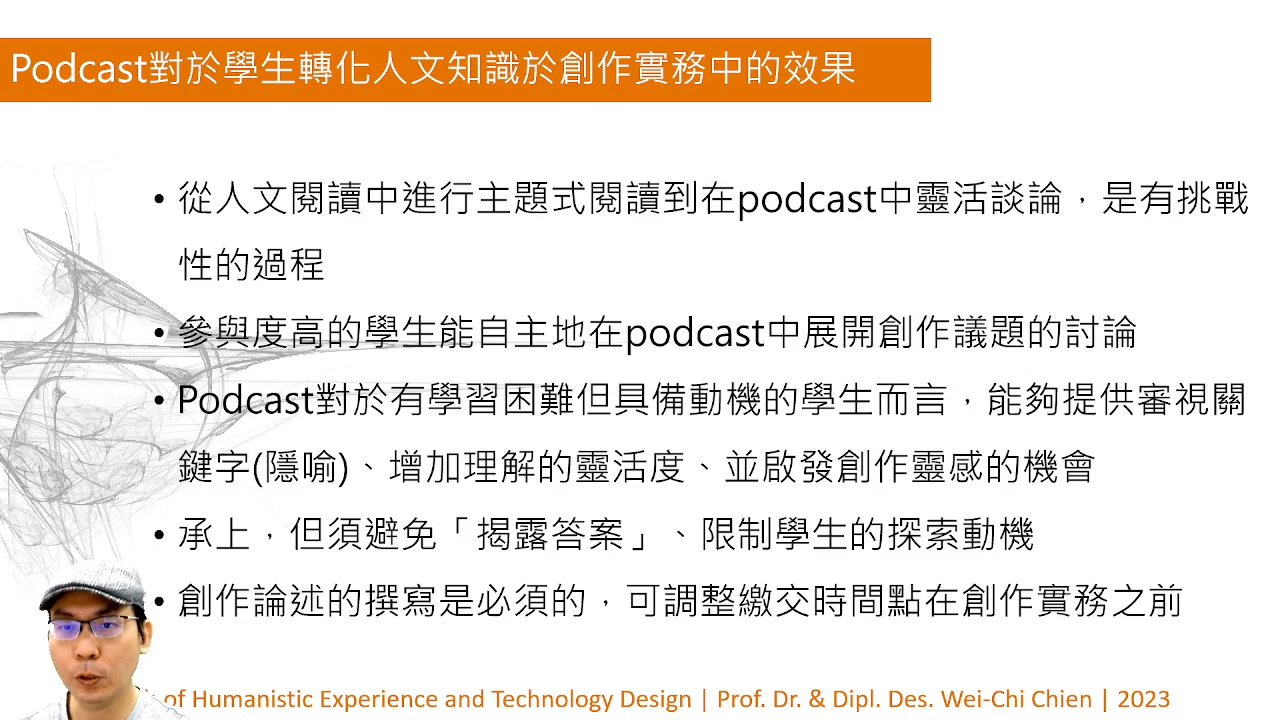 Podcast對於學生轉化人文知識於創作實務中的效果
• 從人文閱讀中進行主題式閱讀到在podcast中靈活談論，是有挑戰
性的過程
• 參與度高的學生能自主地在podcast中展開創作議題的討論
• Podcast對於有學習困難但具備動機的學生而言，能夠提供審視關
鍵字(隱喻)、增加理解的靈活度、並啟發創作靈感的機會
• 承上，但須避免「揭露答案」、限制學生的探索動機
• 創作論述的撰寫是必須的，可調整繳交時間點在創作實務之前
of Humanistic Experience and Technology Design | Prof. Dr. & Dipl. Des. Wei-Chi Chien | 2023